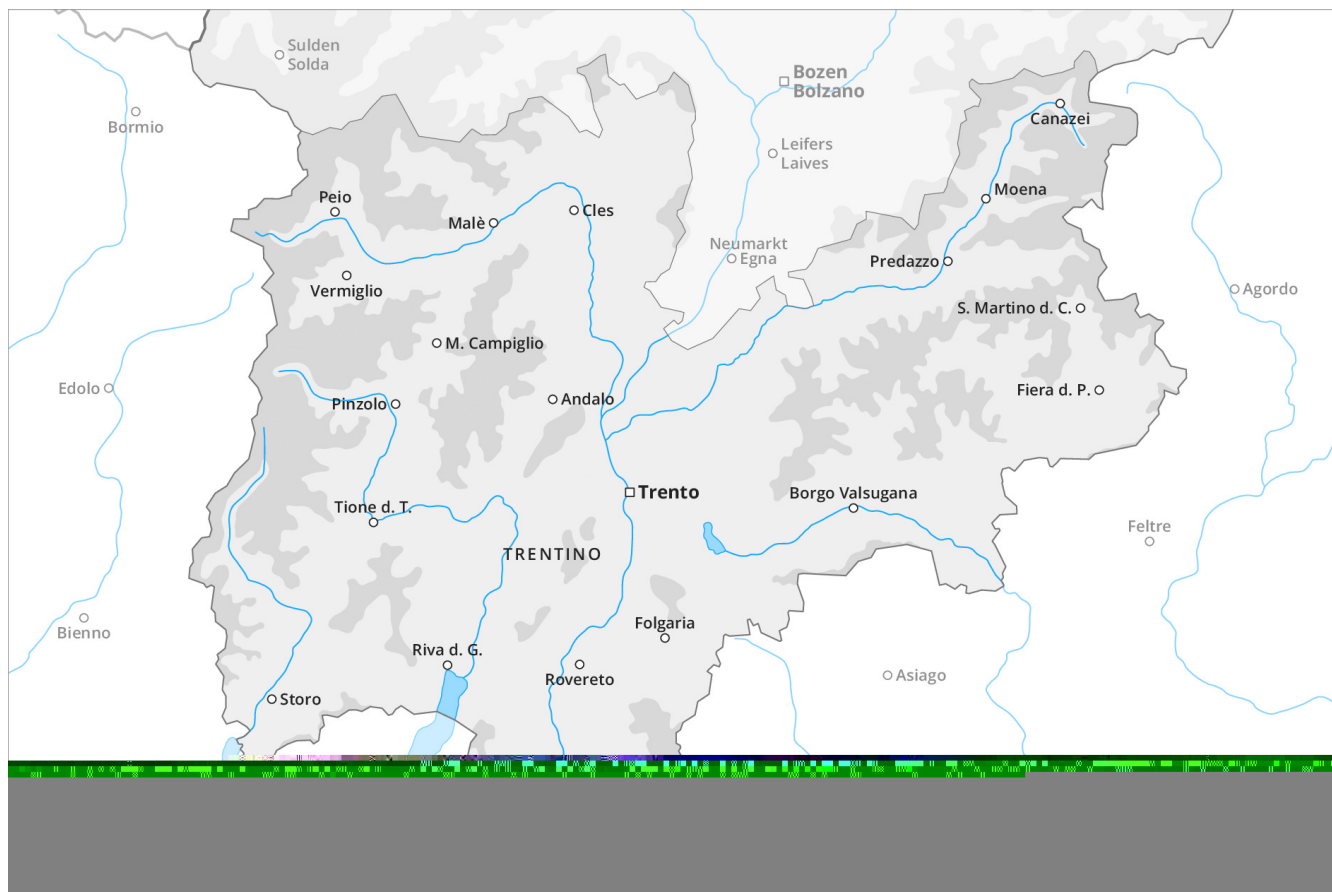 Sulden
Solda
Bozen
Bolzano
Bormio
Canazei
Leifers
Laives
Peio
Moena
Malè
Cles
Neumarkt
Egna
Predazzo
Vermiglio
Agordo
S. Martino d. C.
M. Campiglio
Edolo
Fiera d. P.
Pinzolo
Andalo
Trento
Borgo Valsugana
Tione d. T.
Feltre
TRENTINO
Bienno
Folgaria
Riva d. G.
Rovereto
Asiago
Storo